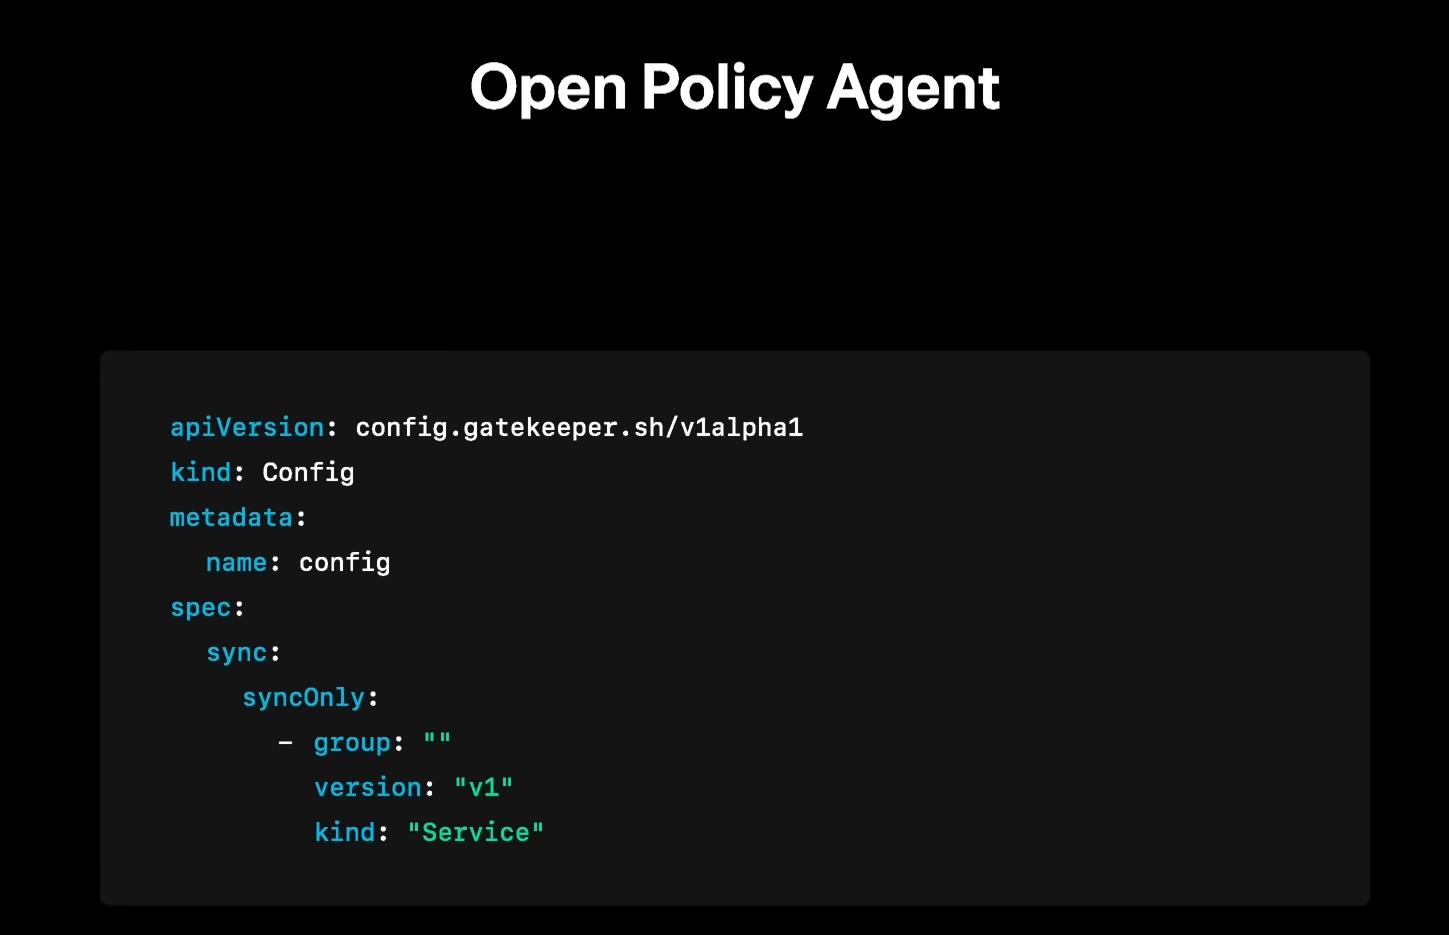 Open Policy Agent
apiVersion: config.gatekeeper.sh/v1alpha1
kind: Config
metadata:
  name: config
spec:
  sync:
    syncOnly:
      - group: ""
        version: "v1"
        kind: "Service"